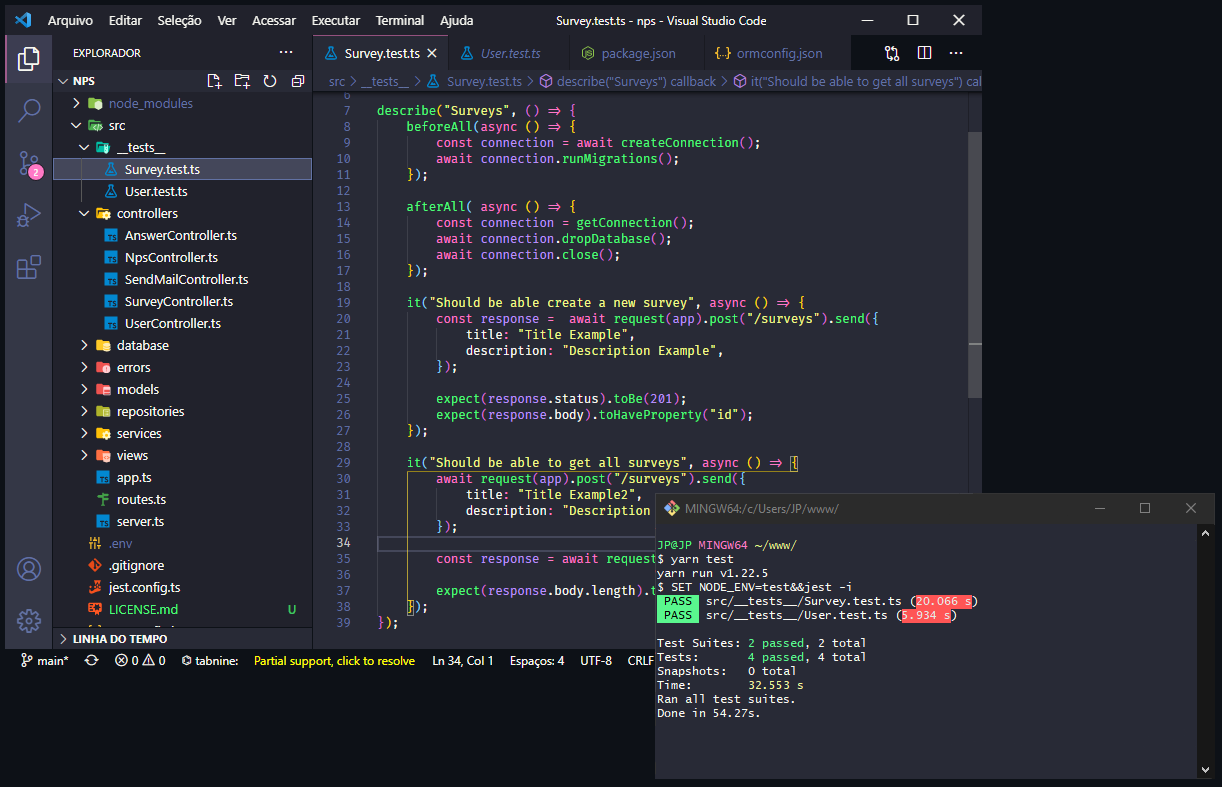 Arquivo Editar Seleção Ver Acessar Executar Terminal Ajuda Survey.test.ts - nps - Visual Studio Code
EXPLORADOR
NPS
node_modules
src
__tests__
Survey.test.ts
User.test.ts
controllers
AnswerController.ts
NpsController.ts
SendMailController.ts
SurveyController.ts
UserController.ts
database
errors
models
repositories
services
views
app.ts
routes.ts
server.ts
.env
.gitignore
jest.config.ts
LICENSE.md U
LINHA DO TEMPO
2
Survey.test.ts User.test.ts package.json ormconfig.json
src > __tests__ > Survey.test.ts > describe("Surveys") callback > it("Should be able to get all surveys") cal
6
7 describe("Surveys", () => {
8 beforeAll(async () => {
9 const connection = await createConnection();
10 await connection.runMigrations();
11 });
12
13 afterAll( async () => {
14 const connection = getConnection();
15 await connection.dropDatabase();
16 await connection.close();
17 });
18
19 it("Should be able create a new survey", async () => {
20 const response =  await request(app).post("/surveys").send({
21 title: "Title Example",
22 description: "Description Example",
23 });
24
25 expect(response.status).toBe(201);
26 expect(response.body).toHaveProperty("id");
27 });
28
29 it("Should be able to get all surveys", async () => {
30 await request(app).post("/surveys").send({
31 title: "Title Example2",
32 description: "Description
33 });
34
35 const response = await request
36
37 expect(response.body.length).t
38 });
39 });
main* 0 0 tabnine: Partial support, click to resolve Ln 34, Col 1 Espaços: 4 UTF-8 CRLF
MINGW64:/c/Users/JP/www/
JP@JP MINGW64 ~/www/
$ yarn test
yarn run v1.22.5
$ SET NODE_ENV=test&&jest -i
PASS src/__tests__/Survey.test.ts (20.066 s)
PASS src/__tests__/User.test.ts (5.934 s)
Test Suites: 2 passed, 2 total
Tests: 4 passed, 4 total
Snapshots: 0 total
Time: 32.553 s
Ran all test suites.
Done in 54.27s.